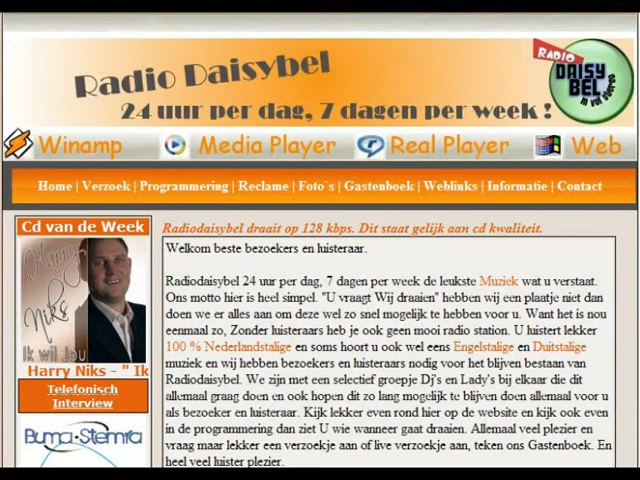 Radio Daisybel
24 uur per dag, 7 dagen per week !
RADIO
DAISY
BEL
in vol stereo
Winamp
Media Player
Real Player
Web
Home | Verzoek | Programmering | Reclame | Foto`s | Gastenboek | Weblinks | Informatie | Contact
Cd van de Week
Harry Niks
Ik wil Jou
Harry Niks - " Ik
Telefonisch
Interview
Buma•Stemra
Radiodaisybel draait op 128 kbps. Dit staat gelijk aan cd kwaliteit.
Welkom beste bezoekers en luisteraar.
Radiodaisybel 24 uur per dag, 7 dagen per week de leukste Muziek wat u verstaat.
Ons motto hier is heel simpel. "U vraagt Wij draaien" hebben wij een plaatje niet dan
doen we er alles aan om deze wel zo snel mogelijk te hebben voor u. Want het is nou
eenmaal zo, Zonder luisteraars heb je ook geen mooi radio station. U luistert lekker
100 % Nederlandstalige en soms hoort u ook wel eens Engelstalige en Duitstalige
muziek en wij hebben bezoekers en luisteraars nodig voor het blijven bestaan van
Radiodaisybel. We zijn met een selectief groepje Dj's en Lady's bij elkaar die dit
allemaal graag doen en ook hopen dit zo lang mogelijk te blijven doen allemaal voor u
als bezoeker en luisteraar. Kijk lekker even rond hier op de website en kijk ook even
in de programmering dan ziet U wie wanneer gaat draaien. Allemaal veel plezier en
vraag maar lekker een verzoekje aan of live verzoekje aan, teken ons Gastenboek. En
heel veel luister plezier.